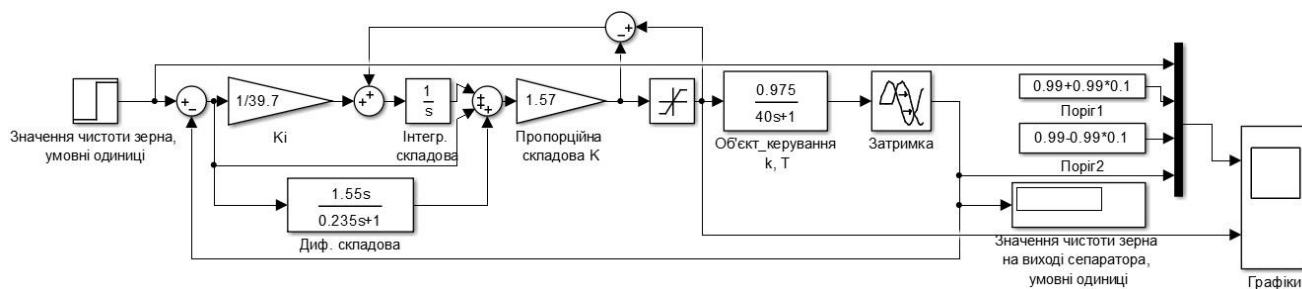 Значення чистоти зерна,
умовні одиниці
1/39.7
Ki
1
s
Інтегр.
складова
1.57
Пропорційна
складова К
1.55s
0.235s+1
Диф. складова
0.975
40s+1
Об'єкт_керування
k, T
Затримка
0.99+0.99*0.1
Поріг1
0.99-0.99*0.1
Поріг2
Значення чистоти зерна
на виході сепаратора,
умовні одиниці
Графіки